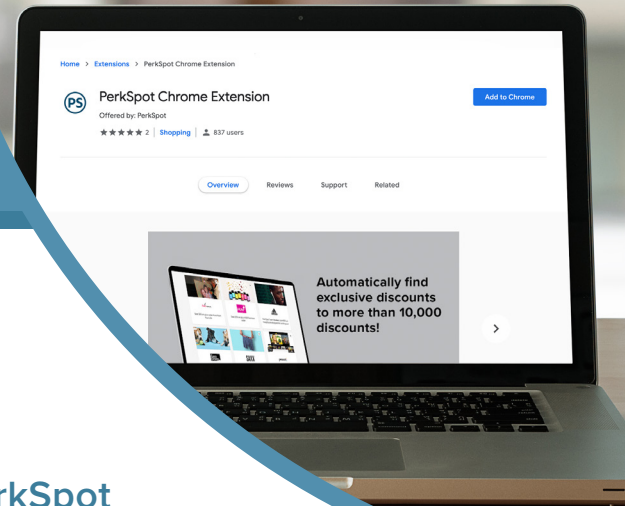 Home > Extensions > PerkSpot Chrome Extension
PS
PerkSpot Chrome Extension
Add to Chrome
Offered by: PerkSpot
★★★★★ 2 | Shopping | 837 users
Overview Reviews Support Related
Automatically find
exclusive discounts
to more than 10,000
discounts!
rkSpot